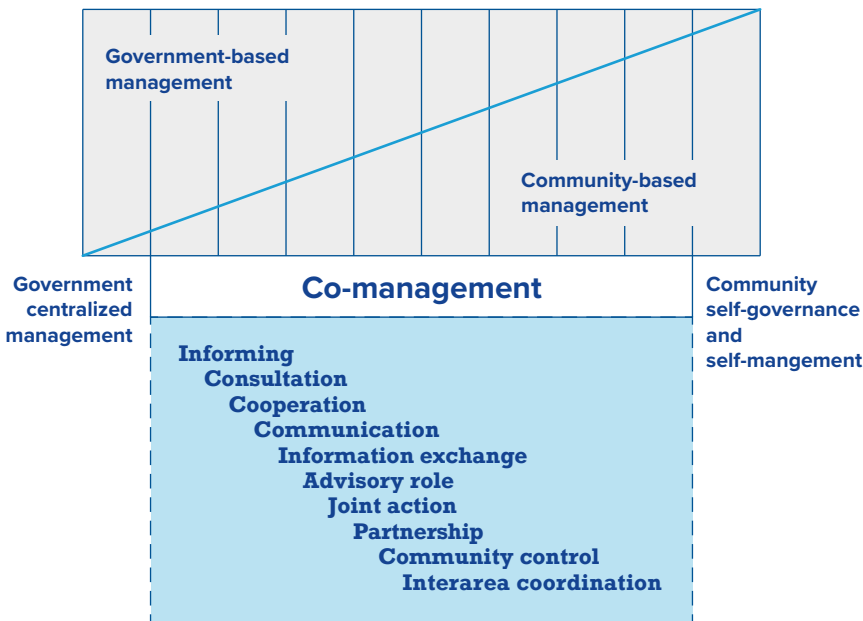 Government-based
management
Community-based
management
Government
centralized
management
Co-management
Community
self-governance
and
self-mangement
Informing
Consultation
Cooperation
Communication
Information exchange
Advisory role
Joint action
Partnership
Community control
Interarea coordination